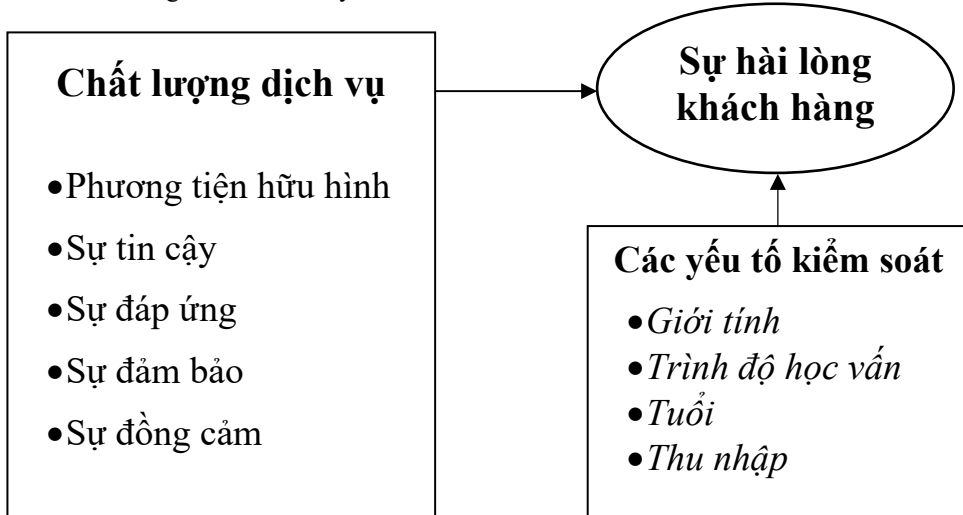 Chất lượng dịch vụ
•Phương tiện hữu hình
•Sự tin cậy
•Sự đáp ứng
•Sự đảm bảo
•Sự đồng cảm
Sự hài lòng
khách hàng
Các yếu tố kiểm soát
•Giới tính
•Trình độ học vấn
•Tuổi
•Thu nhập